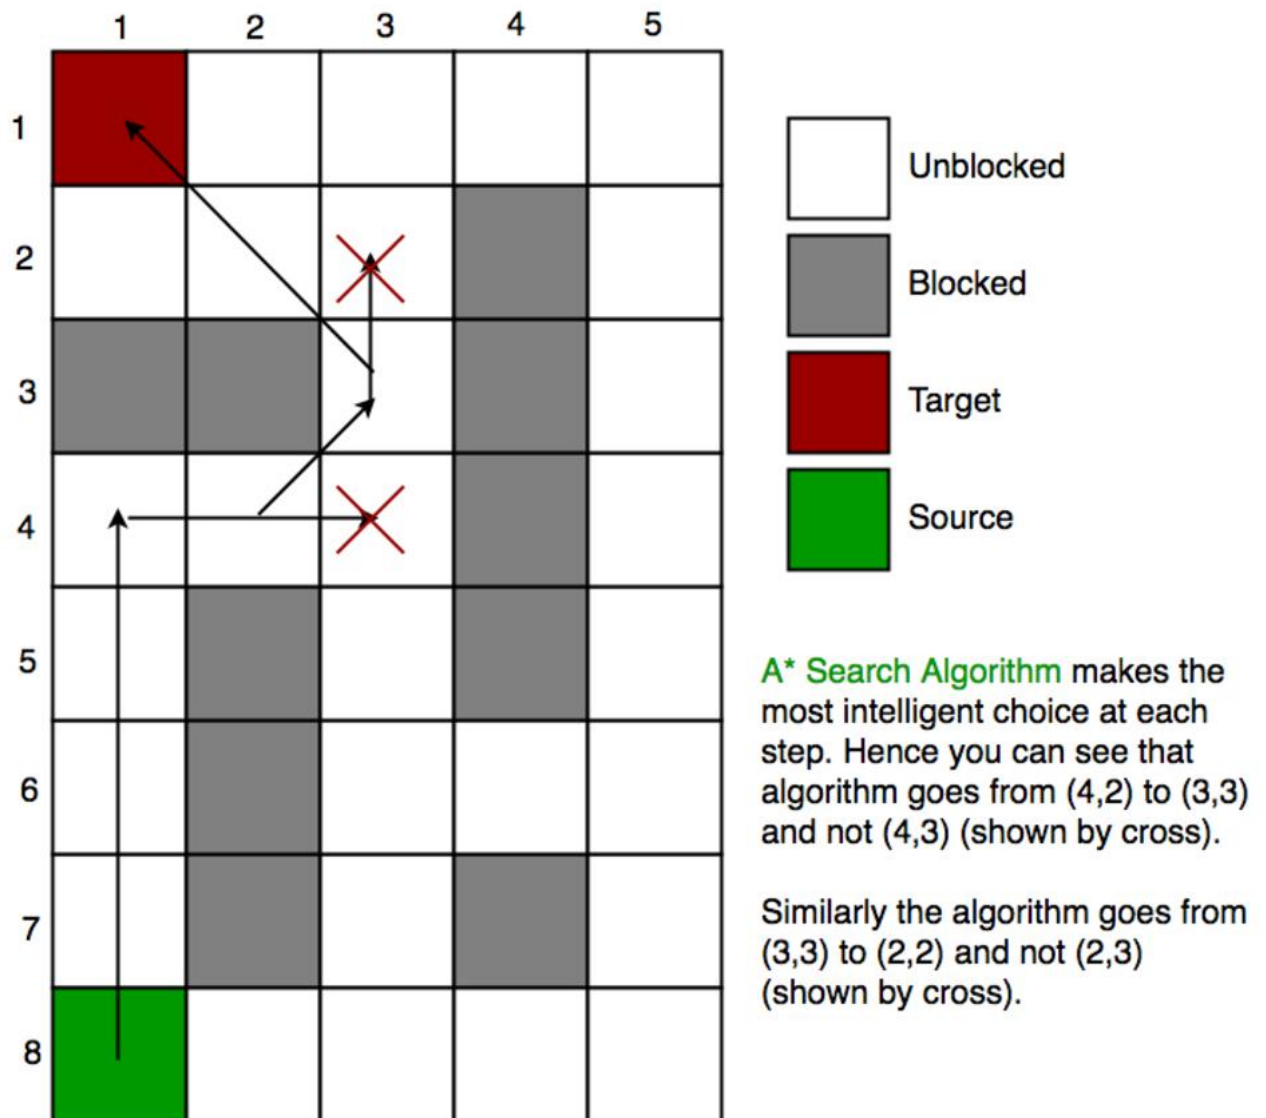 1 2 3 4 5
1
2
3
4
5
6
7
8
Unblocked
Blocked
Target
Source
A* Search Algorithm makes the
most intelligent choice at each
step. Hence you can see that
algorithm goes from (4,2) to (3,3)
and not (4,3) (shown by cross).
Similarly the algorithm goes from
(3,3) to (2,2) and not (2,3)
(shown by cross).